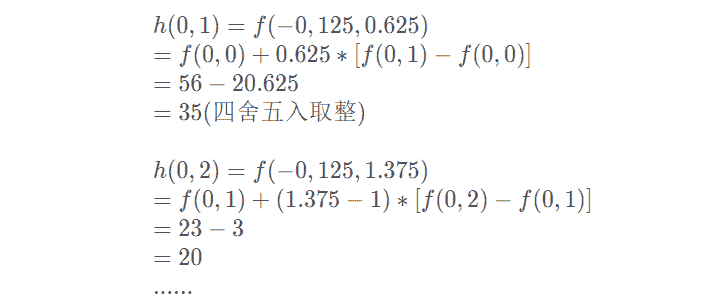 h(0, 1) = f(−0, 125, 0.625)
= f(0, 0) + 0.625 ∗ [f(0, 1) − f(0, 0)]
= 56 − 20.625
= 35(四舍五入取整)
h(0, 2) = f(−0, 125, 1.375)
= f(0, 1) + (1.375 − 1) ∗ [f(0, 2) − f(0, 1)]
= 23 − 3
= 20
......